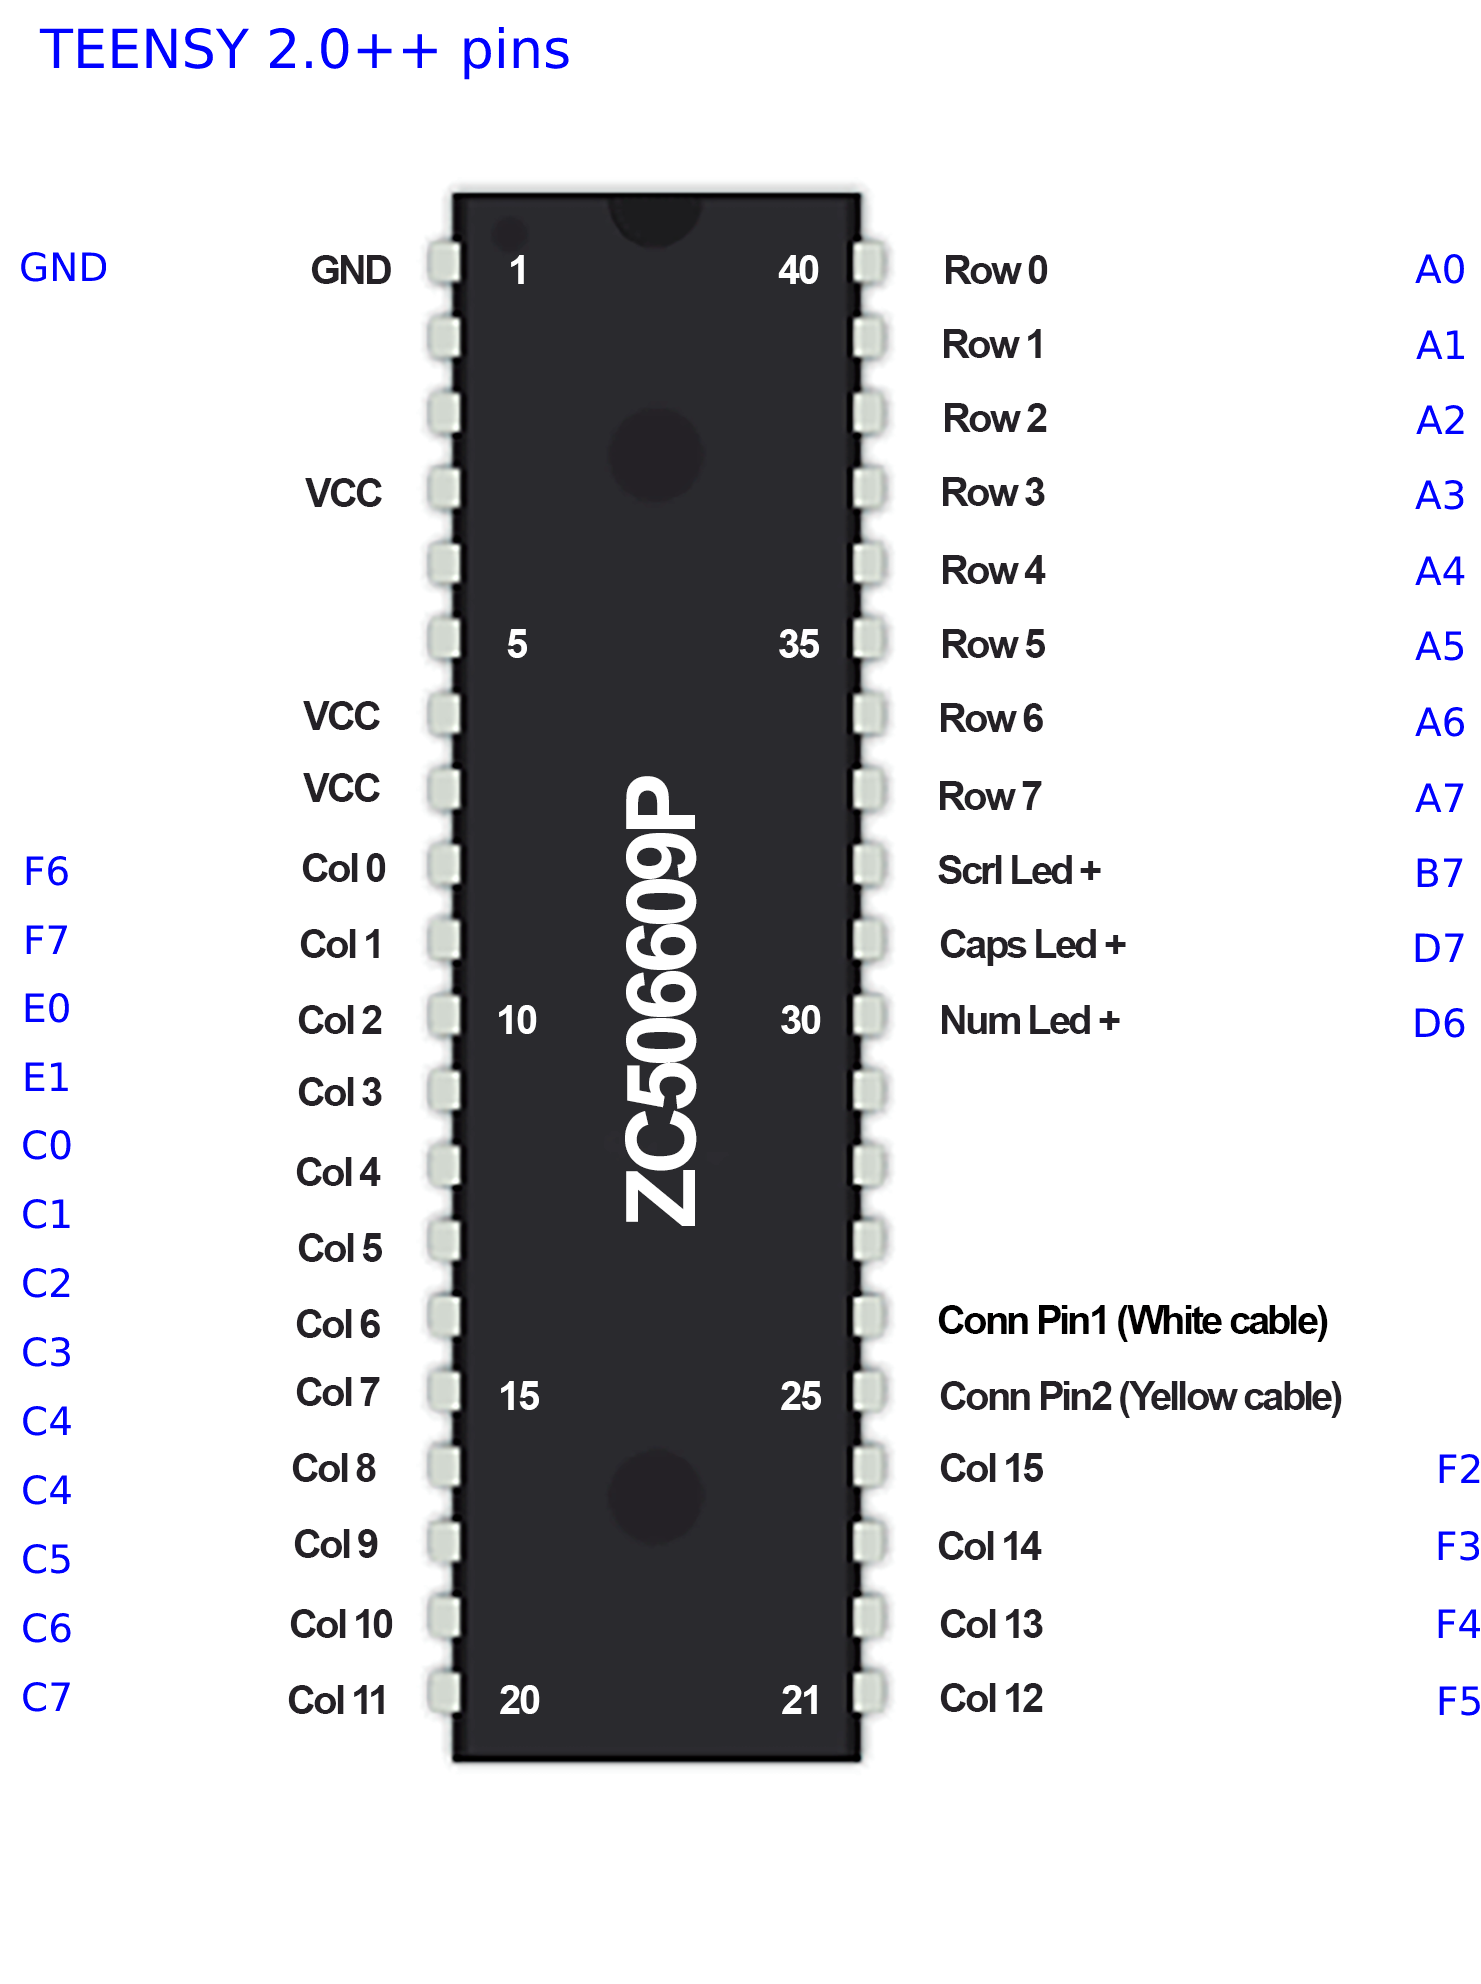 TEENSY 2.0++ pins
GND GND 1 40 Row 0 A0
Row 1 A1
Row 2 A2
VCC Row 3 A3
Row 4 A4
5 35 Row 5 A5
VCC Row 6 A6
VCC Row 7 A7
F6 Col 0 Scrl Led + B7
F7 Col 1 Caps Led + D7
E0 Col 2 10 30 Num Led + D6
E1 Col 3
C0 Col 4
C1 Col 5
C2 Col 6 Conn Pin1 (White cable)
C3 Col 7 15 25 Conn Pin2 (Yellow cable)
C4 Col 8 Col 15 F2
C4 Col 9 Col 14 F3
C5 Col 10 Col 13 F4
C6 Col 11 20 21 Col 12 F5
C7
ZC506609P